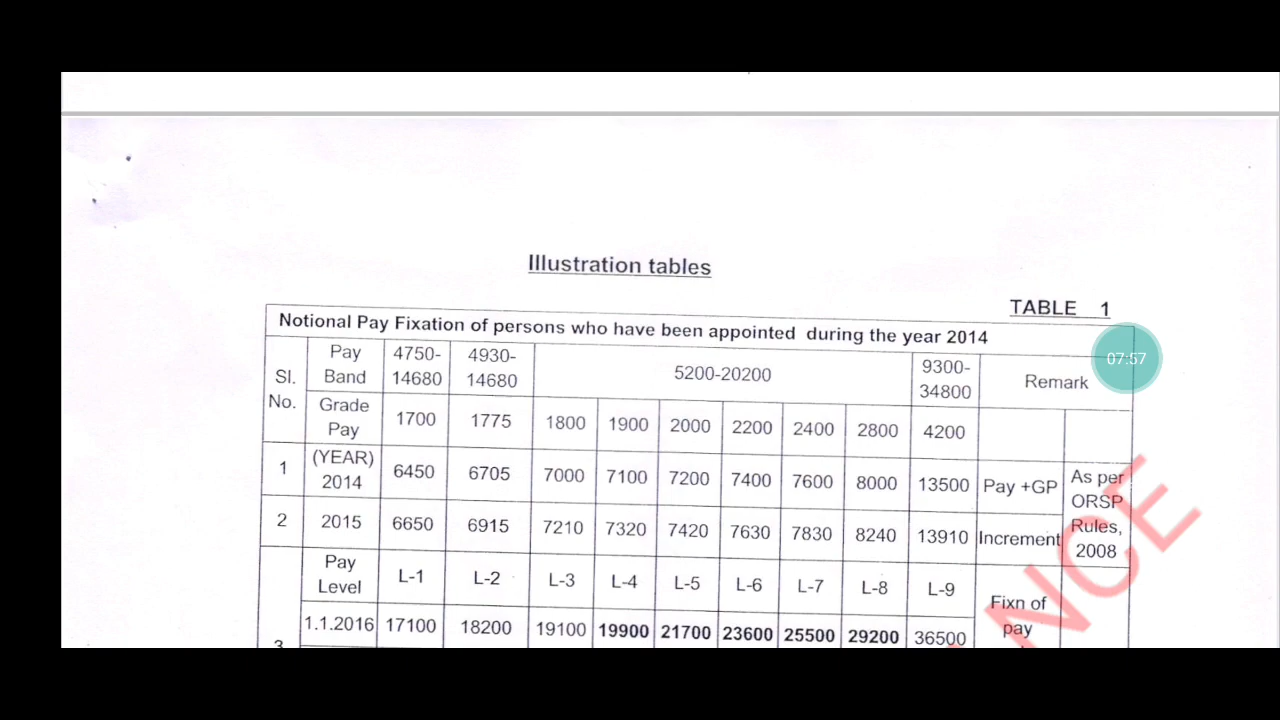 Illustration tables
TABLE 1
Notional Pay Fixation of persons who have been appointed during the year 2014
Sl. No. Pay Band 4750-14680 4930-14680 5200-20200 9300-34800 Remark
Grade Pay 1700 1775 1800 1900 2000 2200 2400 2800 4200
1 (YEAR) 2014 6450 6705 7000 7100 7200 7400 7600 8000 13500 Pay +GP As per ORSP Rules, 2008
2 2015 6650 6915 7210 7320 7420 7630 7830 8240 13910 Increment
3 Pay Level L-1 L-2 L-3 L-4 L-5 L-6 L-7 L-8 L-9 Fixn of pay
1.1.2016 17100 18200 19100 19900 21700 23600 25500 29200 36500
07:57
NCE